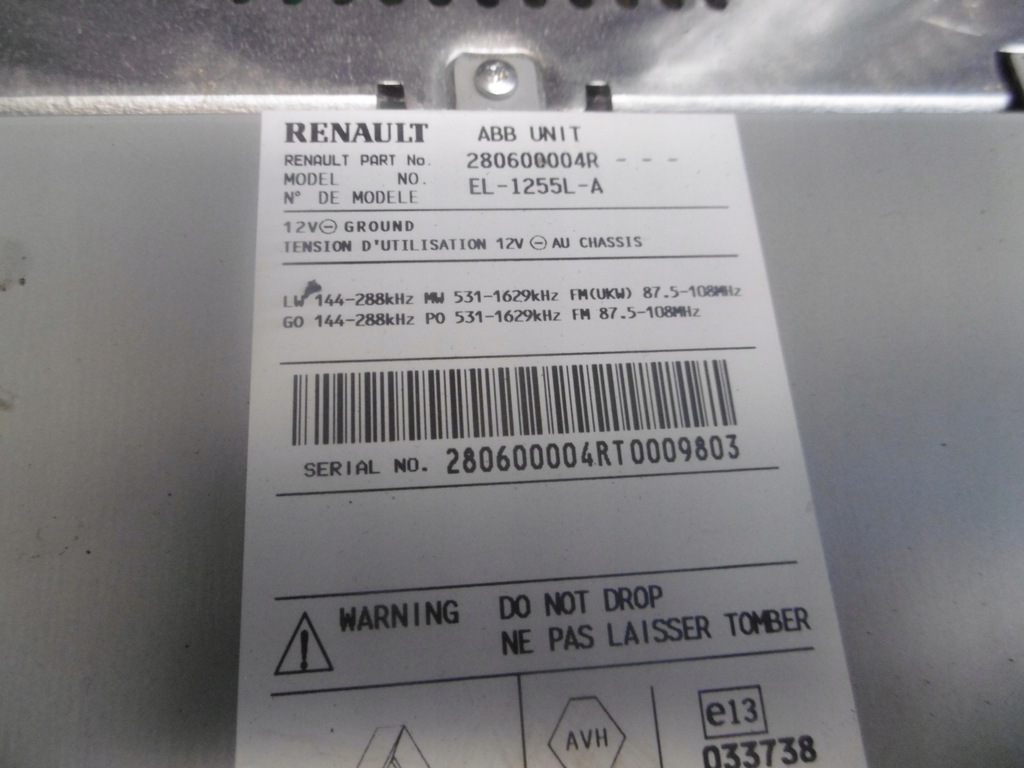 RENAULT ABB UNIT
RENAULT PART No. 280600004R - - -
MODEL NO. EL-1255L-A
N° DE MODELE
12V⊖ GROUND
TENSION D'UTILISATION 12V ⊖ AU CHASSIS
LW 144-288kHz MW 531-1629kHz FM(UKW) 87.5-108MHz
GO 144-288kHz PO 531-1629kHz FM 87.5-108MHz
SERIAL NO. 280600004RT0009803
WARNING DO NOT DROP
NE PAS LAISSER TOMBER
AVH e13
033738